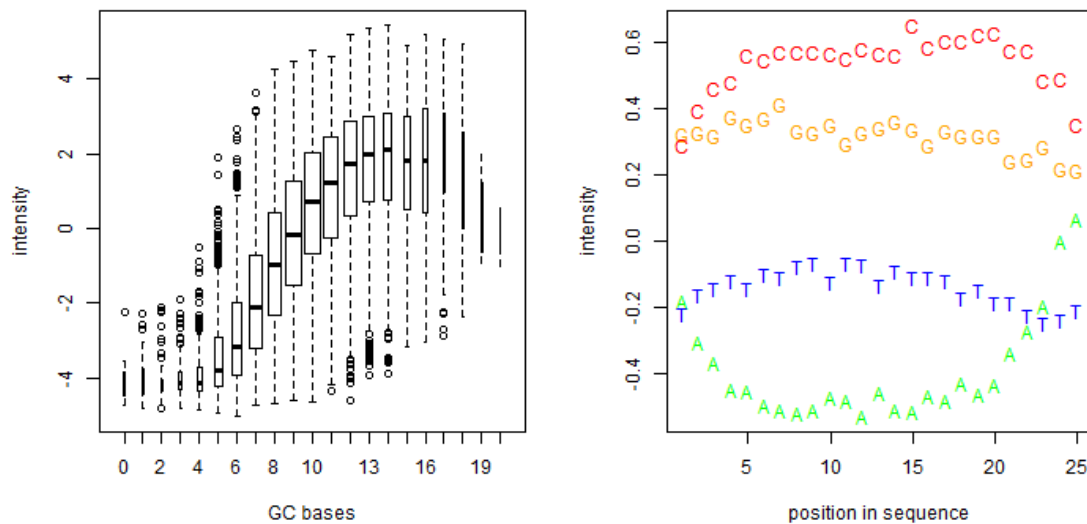 intensity
4
2
0
-2
-4
0 2 4 6 8 10 13 16 19
GC bases
intensity
0.6
0.4
0.2
0.0
-0.2
-0.4
C C C C C C C C C C C C C C C C C C C C C C C C C
G G G G G G G G G G G G G G G G G G G G G G G G G
T T T T T T T T T T T T T T T T T T T T T T T T T
A A A A A A A A A A A A A A A A A A A A A A A A A
5 10 15 20 25
position in sequence